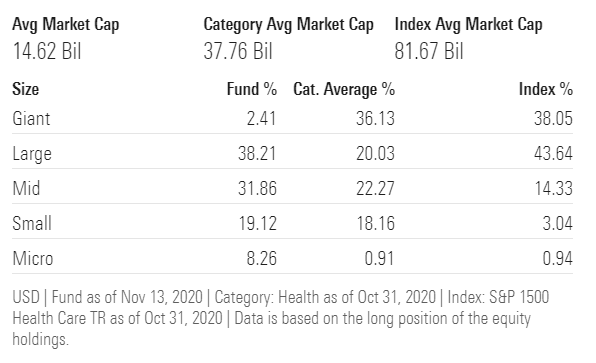 Avg Market Cap Category Avg Market Cap Index Avg Market Cap
14.62 Bil 37.76 Bil 81.67 Bil
Size Fund % Cat. Average % Index %
Giant 2.41 36.13 38.05
Large 38.21 20.03 43.64
Mid 31.86 22.27 14.33
Small 19.12 18.16 3.04
Micro 8.26 0.91 0.94
USD | Fund as of Nov 13, 2020 | Category: Health as of Oct 31, 2020 | Index: S&P 1500
Health Care TR as of Oct 31, 2020 | Data is based on the long position of the equity
holdings.